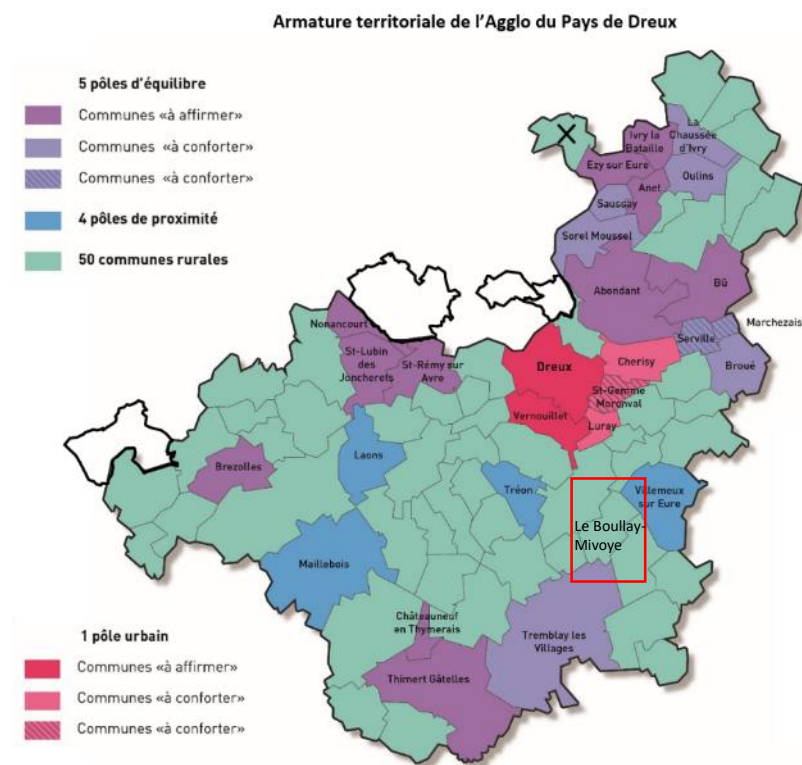 Armature territoriale de l'Agglo du Pays de Dreux
5 pôles d'équilibre
Communes «à affirmer»
Communes «à conforter»
Communes «à conforter»
4 pôles de proximité
50 communes rurales
La
Chaussée
d'Ivry
Ivry la
Bataille
Ezy sur Eure
Anet
Oulins
Saussay
Sorel Moussel
Abondant
Bû
Marchezais
Serville
Broué
Nonancourt
St-Lubin
des
Joncherets
St-Rémy sur
Avre
Dreux
Cherisy
St-Gemme
Moronval
Vernouillet
Luray
Brezolles
Laons
Tréon
Villemeux
sur Eure
Le Boullay-
Mivoye
Maillebois
Châteauneuf
en Thymerais
Tremblay les
Villages
Thimert Gâtelles
1 pôle urbain
Communes «à affirmer»
Communes «à conforter»
Communes «à conforter»